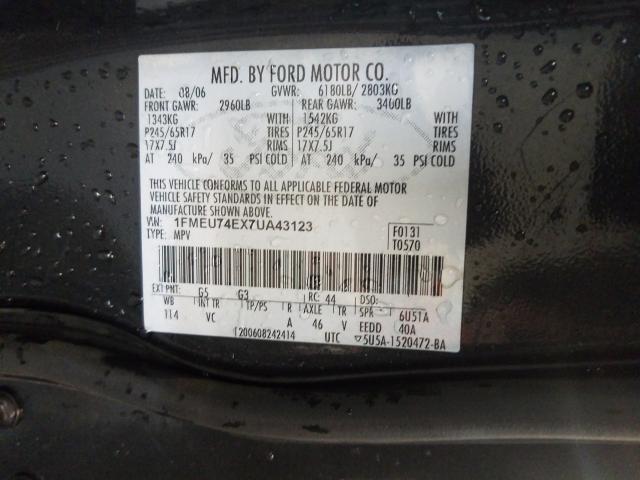 MFD. BY FORD MOTOR CO.
DATE: 08/06 GVWR: 6180LB/ 2803KG
FRONT GAWR: 2960LB REAR GAWR: 3400LB
1343KG WITH 1542KG WITH
P245/65R17 TIRES P245/65R17 TIRES
17X7.5J RIMS 17X7.5J RIMS
AT 240 kPa/ 35 PSI COLD AT 240 kPa/ 35 PSI COLD
THIS VEHICLE CONFORMS TO ALL APPLICABLE FEDERAL MOTOR
VEHICLE SAFETY STANDARDS IN EFFECT ON THE DATE OF
MANUFACTURE SHOWN ABOVE.
VIN: 1FMEU74EX7UA43123 F0131
TYPE: MPV T0570
EXT PNT: G5 G3 RC: 44 DSO:
WB INT TR TP/PS R AXLE TR SPR 6U5TA
114 VC A 46 V EEDD 40A
1200608242414 UTC ▽5U5A-1520472-BA